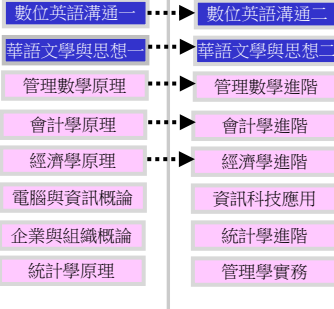 數位英語溝通一
數位英語溝通二
華語文學與思想一
華語文學與思想二
管理數學原理
管理數學進階
會計學原理
會計學進階
經濟學原理
經濟學進階
電腦與資訊概論
資訊科技應用
企業與組織概論
統計學進階
統計學原理
管理學實務